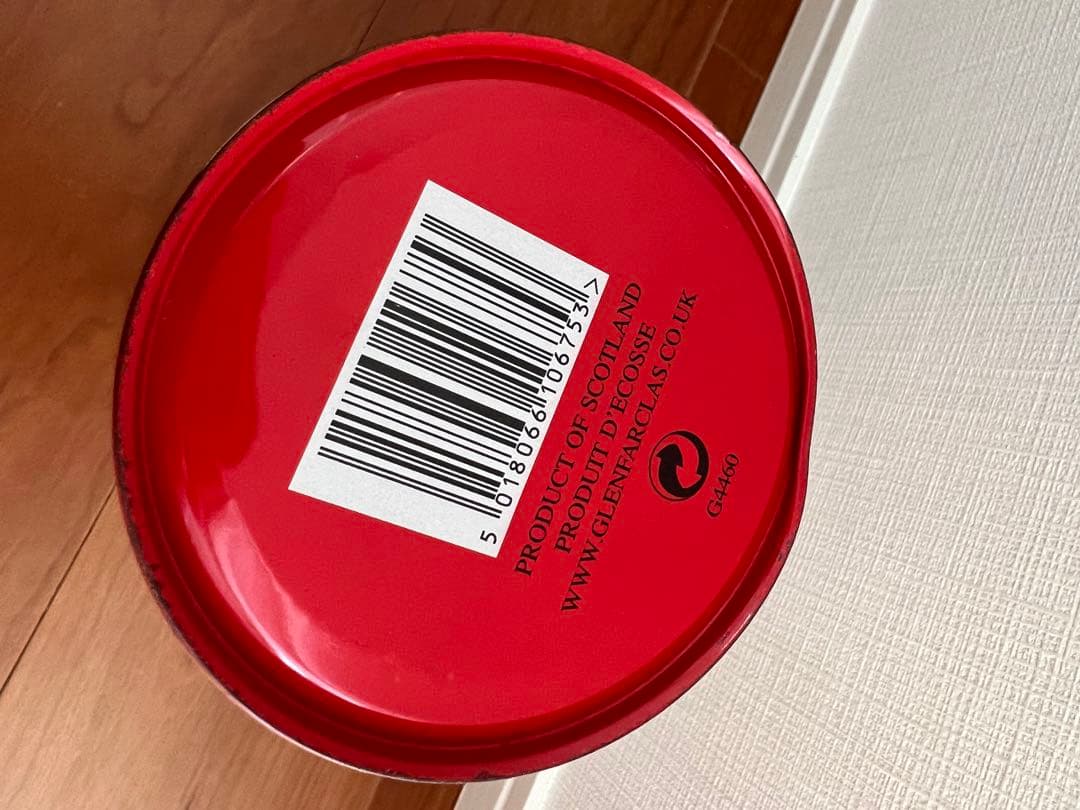 5 018066 106753 >
PRODUCT OF SCOTLAND
PRODUIT D'ECOSSE
WWW.GLENFARCLAS.CO.UK
G4460